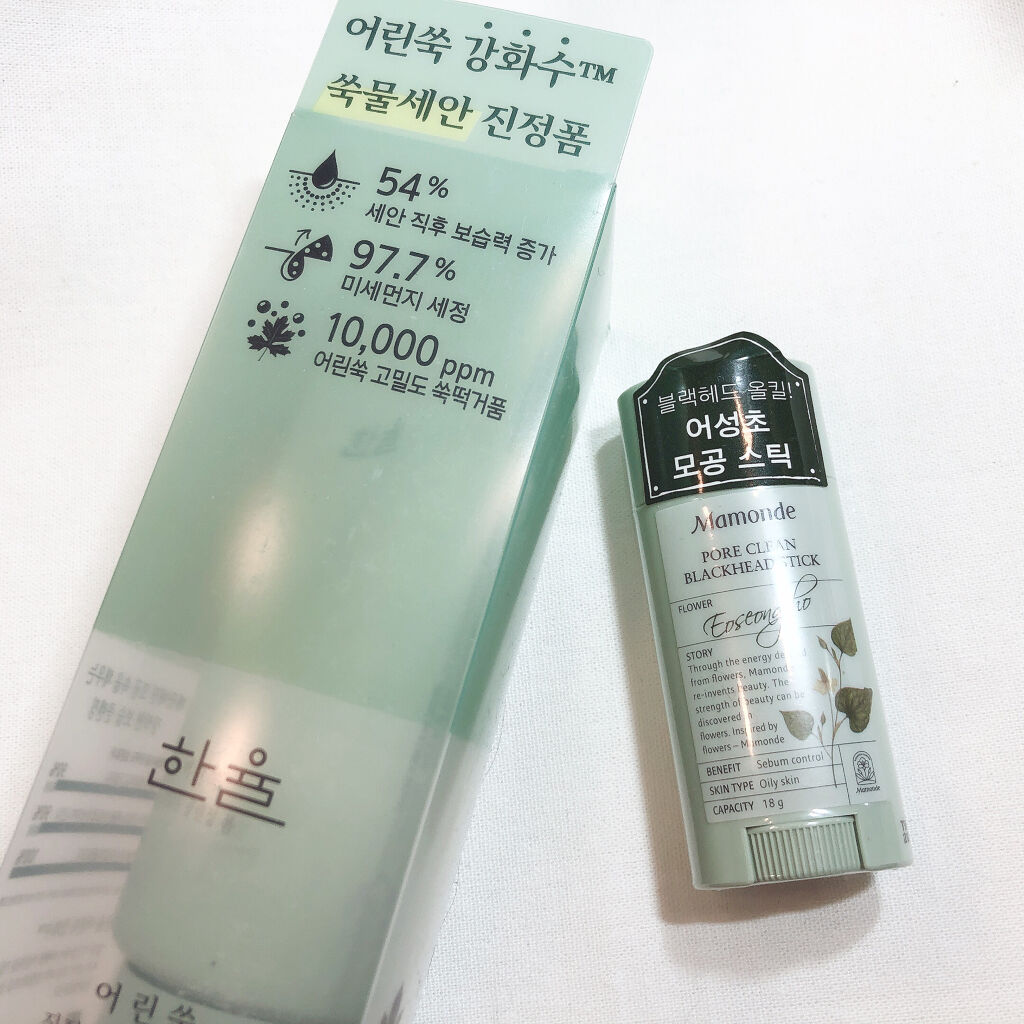 어린쑥 강화수™
쑥물세안 진정폼
54%
세안 직후 보습력 증가
97.7%
미세먼지 세정
10,000 ppm
어린쑥 고밀도 쑥떡거품
한율
어린쑥
블랙헤드 올킬!
어성초
모공 스틱
Mamonde
PORE CLEAN
BLACKHEAD STICK
FLOWER
Eoseongcho
STORY
Through the energy
from flowers, Mamonde
re-invents beauty. The
strength of beauty can be
discovered in
flowers. Inspired by
flowers – Mamonde
BENEFIT Sebum control
SKIN TYPE Oily skin
CAPACITY 18 g
Mamonde